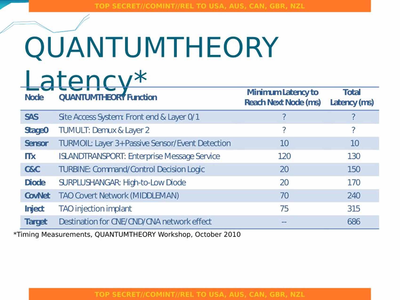 TOP SECRET//COMINT//REL TO USA, AUS, CAN, GBR, NZL
QUANTUMTHEORY
Latency*
Node QUANTUMTHEORY Function Minimum Latency to Reach Next Node (ms) Total Latency (ms)
SAS Site Access System: Front end & Layer 0/1 ? ?
Stage0 TUMULT: Demux & Layer 2 ? ?
Sensor TURMOIL: Layer 3+ Passive Sensor/Event Detection 10 10
ITx ISLANDTRANSPORT: Enterprise Message Service 120 130
C&C TURBINE: Command/Control Decision Logic 20 150
Diode SURPLUSHANGAR: High-to-Low Diode 20 170
CovNet TAO Covert Network (MIDDLEMAN) 70 240
Inject TAO injection implant 75 315
Target Destination for CNE/CND/CNA network effect -- 686
*Timing Measurements, QUANTUMTHEORY Workshop, October 2010
TOP SECRET//COMINT//REL TO USA, AUS, CAN, GBR, NZL